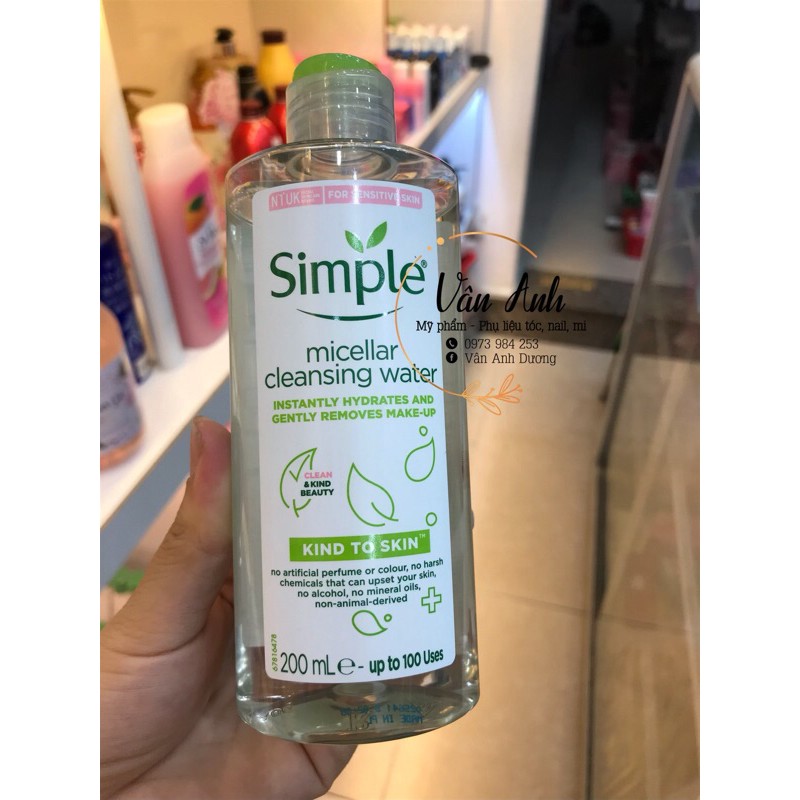 FOR SENSITIVE SKIN
Simple®
micellar
cleansing water
INSTANTLY HYDRATES AND
GENTLY REMOVES MAKE-UP
CLEAN
& KIND
BEAUTY
KIND TO SKIN™
no artificial perfume or colour, no harsh
chemicals that can upset your skin,
no alcohol, no mineral oils,
non-animal-derived
67816478
200 mL e - up to 100 Uses
Vân Anh
Mỹ phẩm - Phụ liệu tóc, nail, mi
0973 984 253
Vân Anh Dương